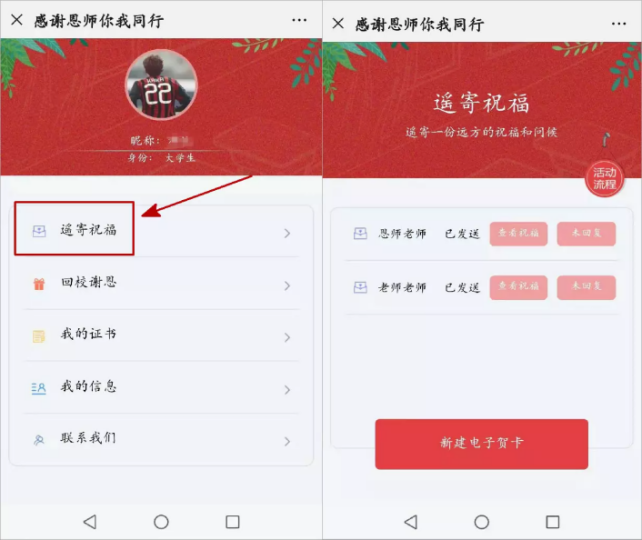 感谢恩师你我同行
22
昵称:
身份: 大学生
遥寄祝福
回校谢恩
我的证书
我的信息
联系我们
感谢恩师你我同行
遥寄祝福
遥寄一份远方的祝福和问候
活动
流程
恩师老师 已发送 查看祝福 未回复
老师老师 已发送 查看祝福 未回复
新建电子贺卡